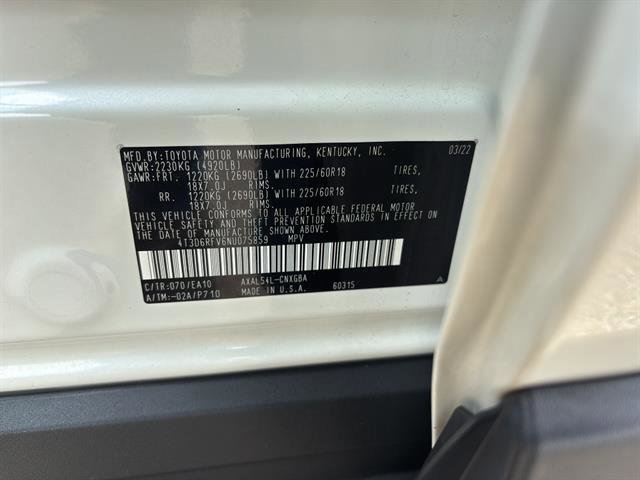 MFD.BY:TOYOTA MOTOR MANUFACTURING, KENTUCKY, INC. 03/22
GVWR:2230KG (4920LB)
GAWR:FRT. 1220KG (2690LB) WITH 225/60R18 TIRES,
18X7.0J RIMS.
RR. 1220KG (2690LB) WITH 225/60R18 TIRES,
18X7.0J RIMS.
THIS VEHICLE CONFORMS TO ALL APPLICABLE FEDERAL MOTOR
VEHICLE SAFETY AND THEFT PREVENTION STANDARDS IN EFFECT
ON THE DATE OF MANUFACTURE SHOWN ABOVE.
4T3D6RFV6NU075859 MPV
C/TR:070/EA10 AXAL54L-CNXGBA A
A/TM:-02A/P710 MADE IN U.S.A. 60315